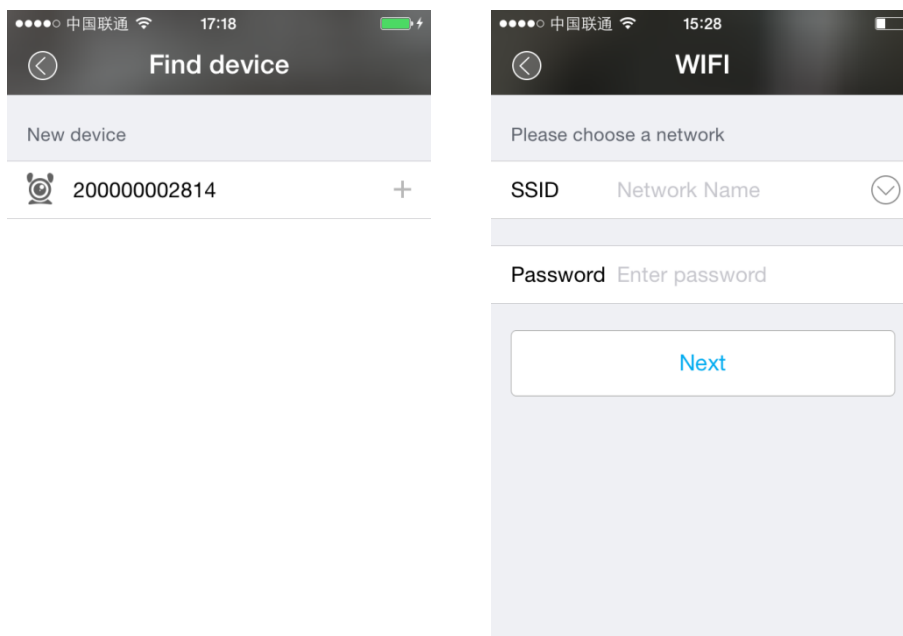 中国联通 17:18
Find device
New device
200000002814
中国联通 15:28
WIFI
Please choose a network
SSID Network Name
Password Enter password
Next